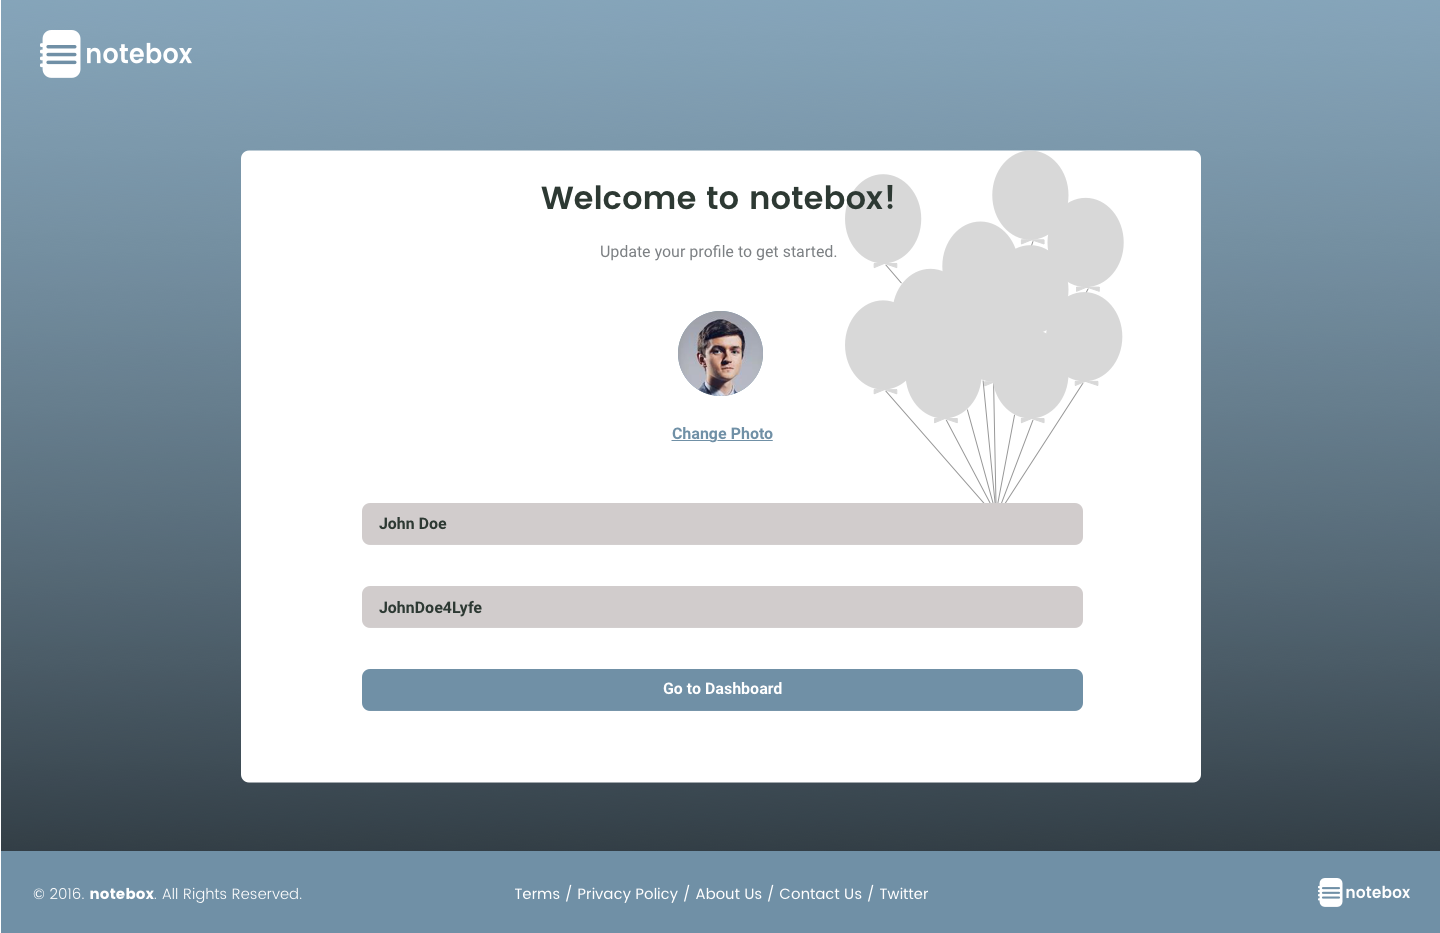 notebox
Welcome to notebox!
Update your profile to get started.
Change Photo
John Doe
JohnDoe4Lyfe
Go to Dashboard
© 2016. notebox. All Rights Reserved.
Terms / Privacy Policy / About Us / Contact Us / Twitter
notebox